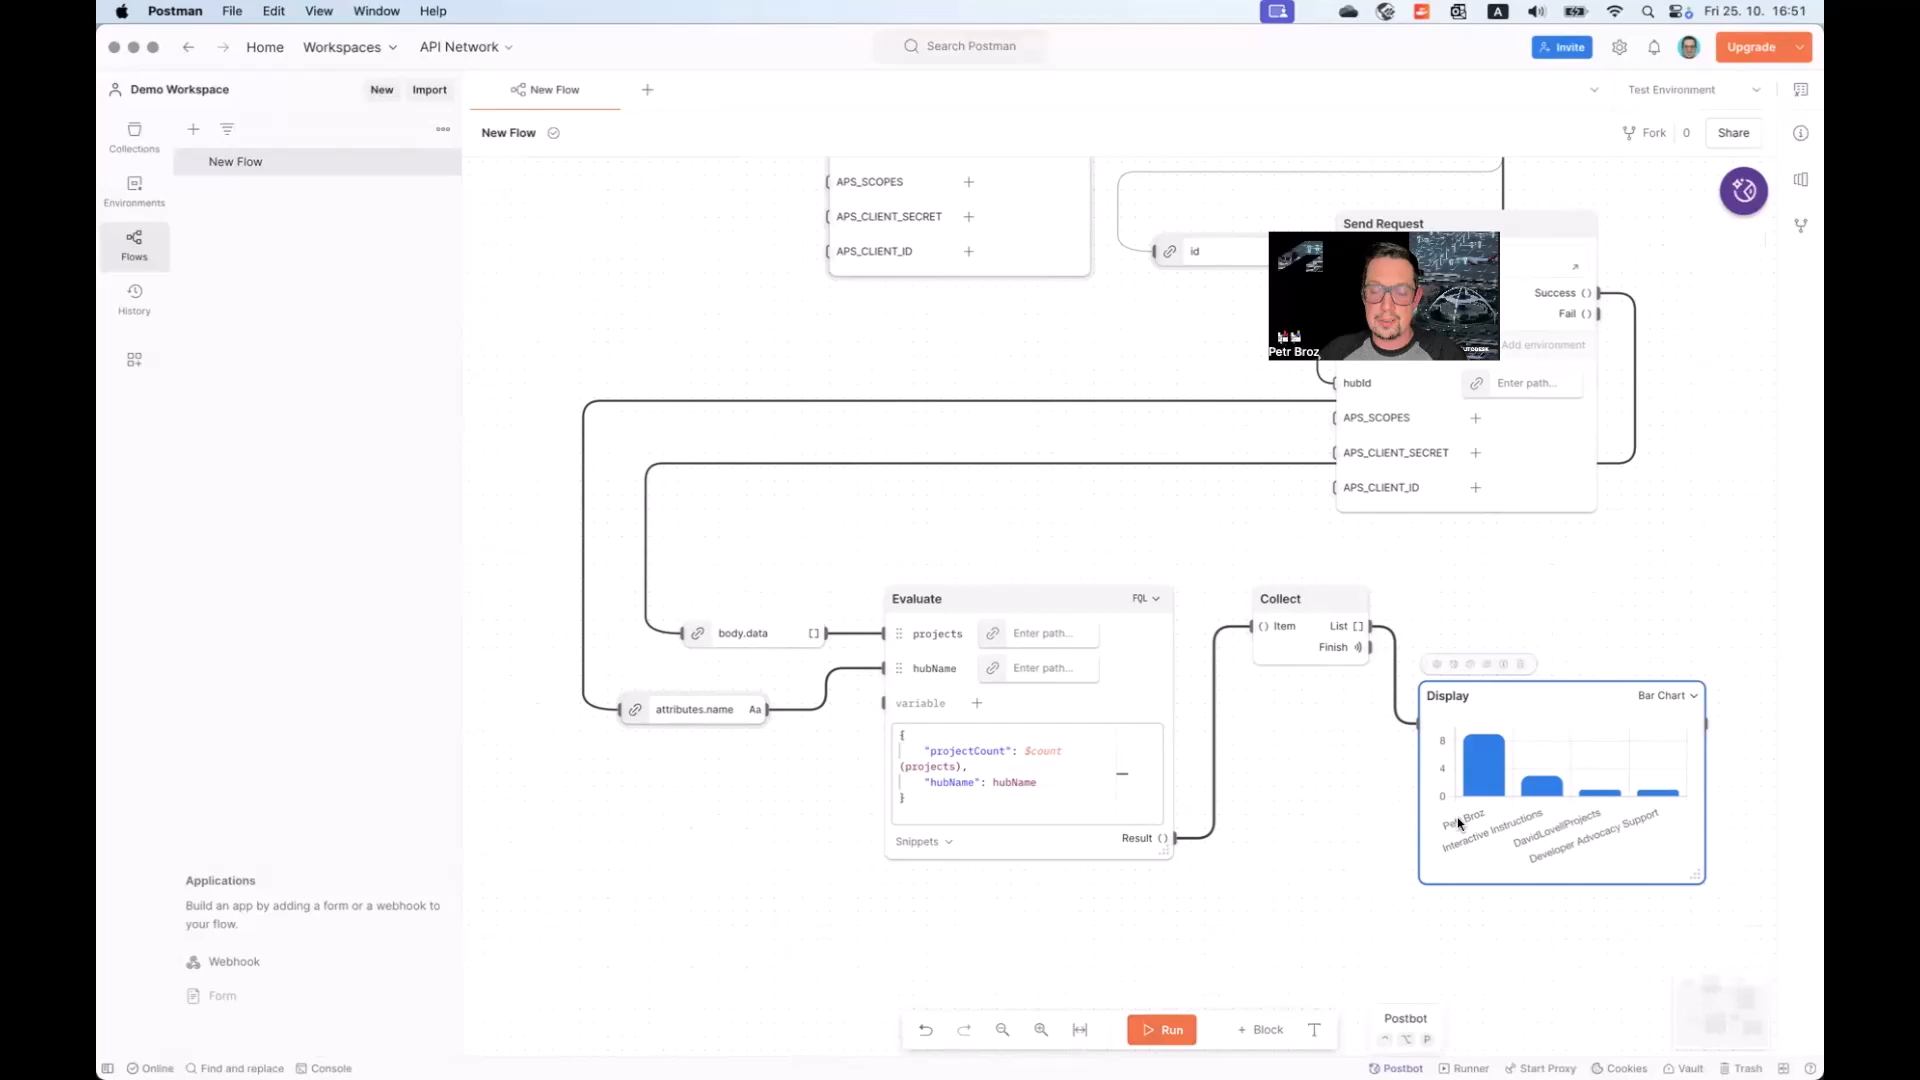 Postman File Edit View Window Help
A
Fri 25. 10. 16:51
Home Workspaces API Network
Search Postman
Invite
Upgrade
Demo Workspace New Import
New Flow
Test Environment
Collections
New Flow
New Flow
Fork 0 Share
Environments
Flows
History
APS_SCOPES
APS_CLIENT_SECRET
APS_CLIENT_ID
id
Send Request
Success ()
Fail ()
Add environment
Petr Broz
hubId Enter path...
APS_SCOPES
APS_CLIENT_SECRET
APS_CLIENT_ID
body.data []
attributes.name Aa
Evaluate FQL
projects Enter path...
hubName Enter path...
variable
{
"projectCount": $count
(projects),
"hubName": hubName
}
Snippets
Result ()
Collect
() Item List []
Finish
Display Bar Chart
8
4
0
Interactive Instructions
DavidLovellProjects
Developer Advocacy Support
Applications
Build an app by adding a form or a webhook to
your flow.
Webhook
Form
Run
+ Block T
Postbot
^ ⌥ P
Online Find and replace Console
Postbot Runner Start Proxy Cookies Vault Trash